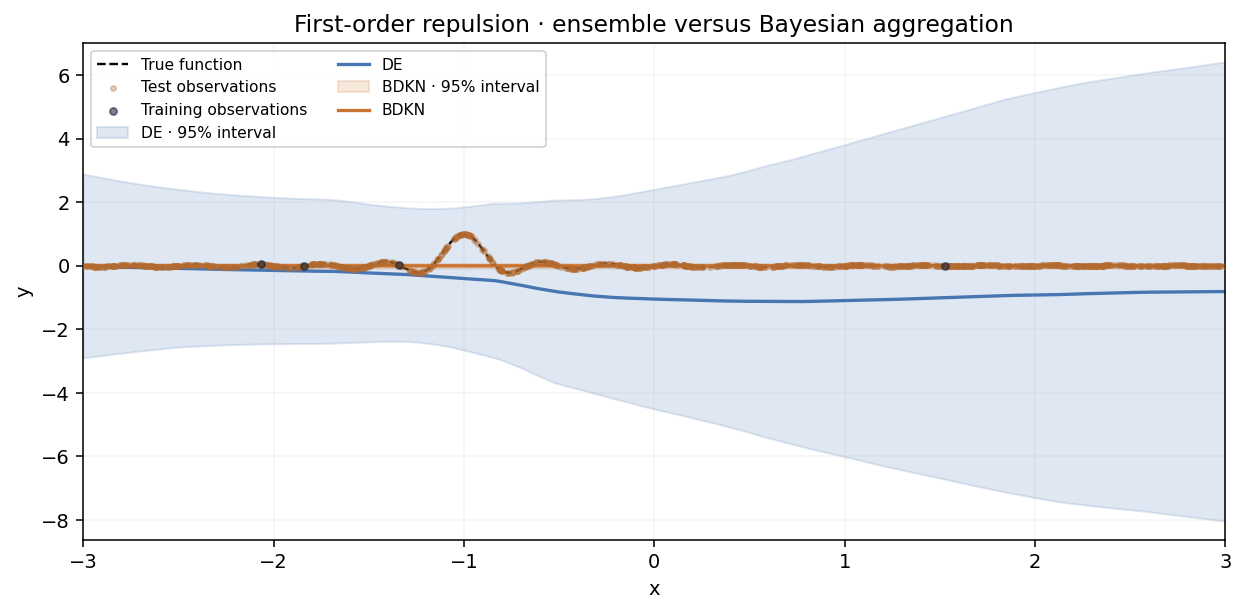 First-order repulsion · ensemble versus Bayesian aggregation
True function
Test observations
Training observations
DE · 95% interval
DE
BDKN · 95% interval
BDKN
6
4
2
0
−2
−4
−6
−8
y
−3
−2
−1
0
1
2
3
x